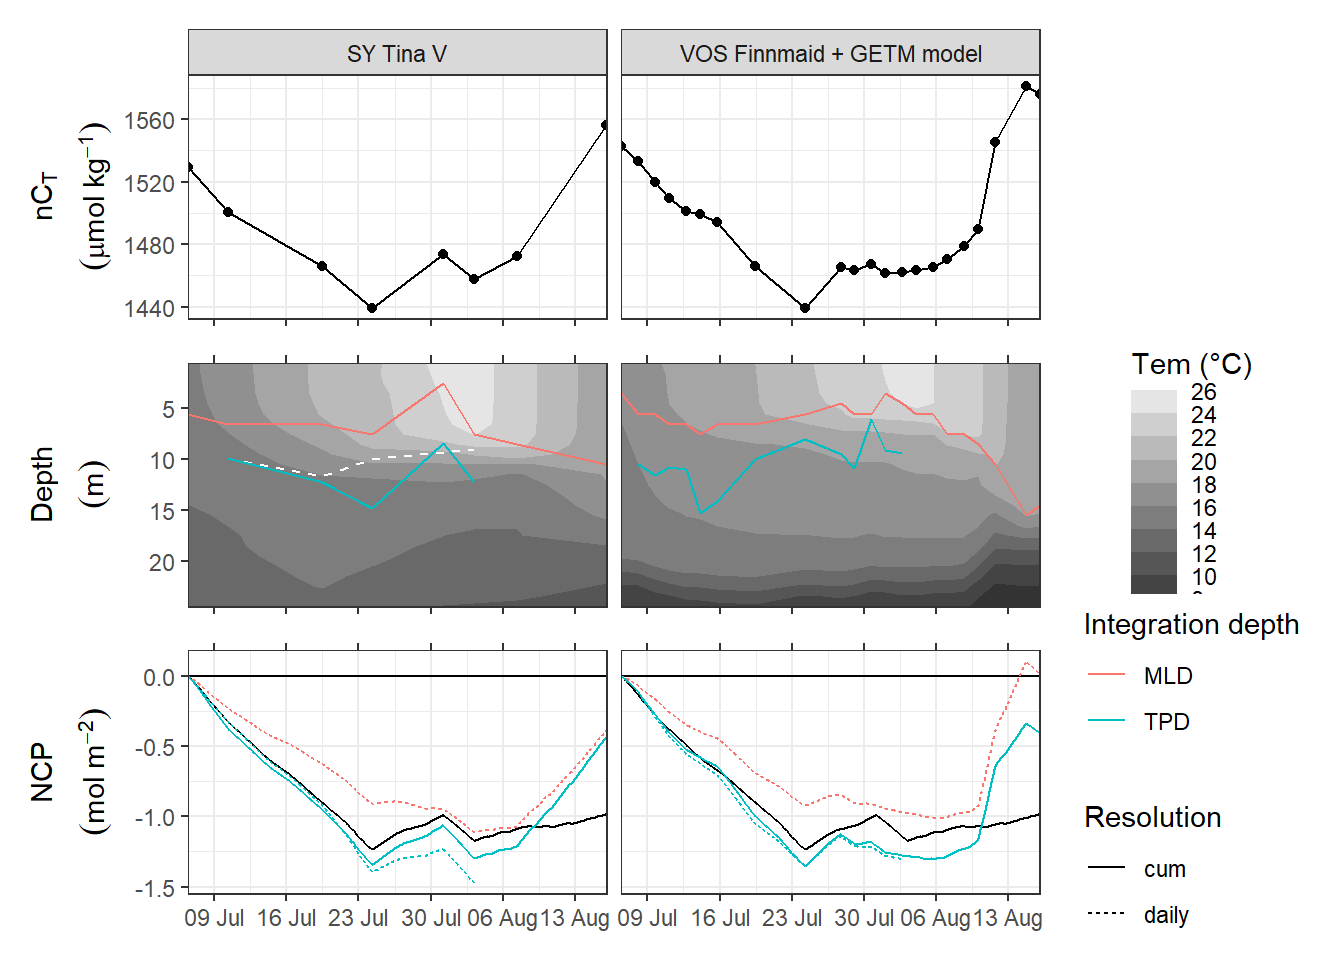 SY Tina V
VOS Finnmaid + GETM model
nC_T
(µmol kg⁻¹)
1560
1520
1480
1440
Depth
(m)
5
10
15
20
Tem (°C)
26
24
22
20
18
16
14
12
10
Integration depth
MLD
TPD
NCP
(mol m⁻²)
0.0
-0.5
-1.0
-1.5
09 Jul 16 Jul 23 Jul 30 Jul 06 Aug 13 Aug
09 Jul 16 Jul 23 Jul 30 Jul 06 Aug 13 Aug
Resolution
cum
daily